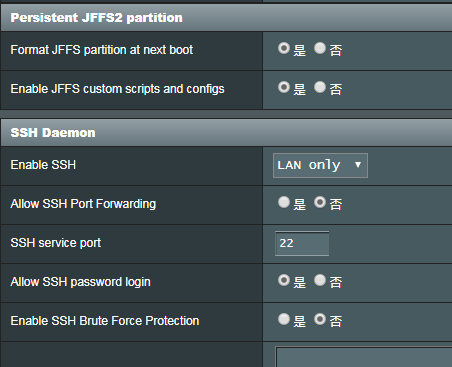 Persistent JFFS2 partition
Format JFFS partition at next boot 是 否
Enable JFFS custom scripts and configs 是 否
SSH Daemon
Enable SSH LAN only
Allow SSH Port Forwarding 是 否
SSH service port 22
Allow SSH password login 是 否
Enable SSH Brute Force Protection 是 否